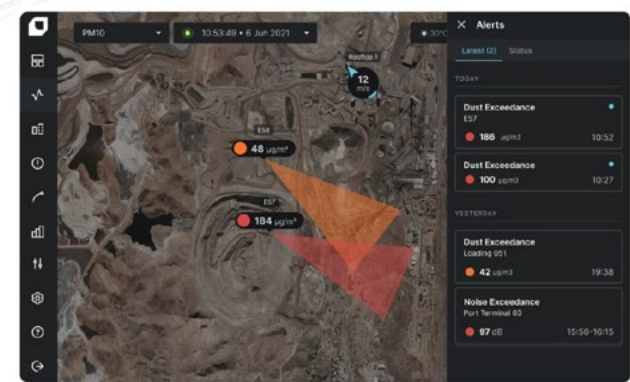 PM10
10:53:49 • 6 Jun 2021
30°C
Rooftop 1
12
m/s
ES8
48 µg/m³
ES7
184 µg/m³
Alerts
Latest (2) Status
TODAY
Dust Exceedance
ES7
186 µg/m3 10:52
Dust Exceedance
100 µg/m3 10:27
YESTERDAY
Dust Exceedance
Loading 051
42 µg/m3 19:38
Noise Exceedance
Port Terminal 03
97 dB 15:50-16:15